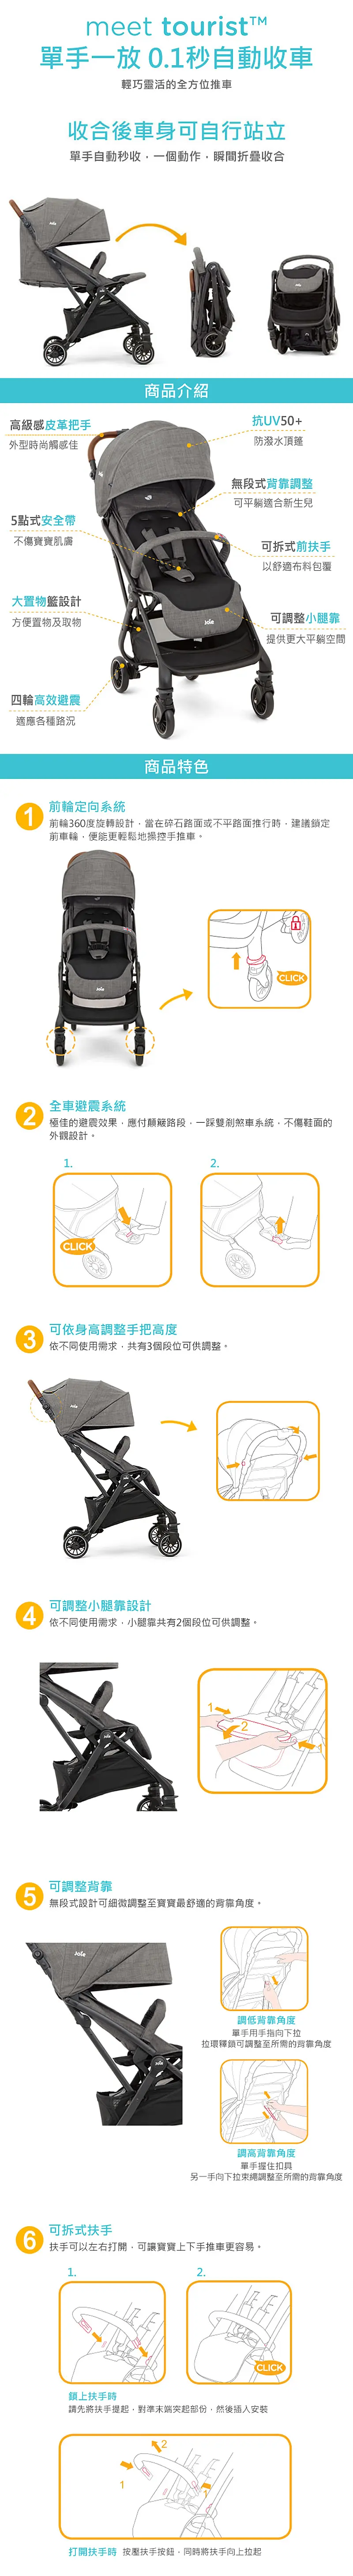 meet tourist™
單手一放 0.1秒自動收車
輕巧靈活的全方位推車
收合後車身可自行站立
單手自動秒收，一個動作，瞬間折疊收合
商品介紹
高級感皮革把手
外型時尚觸感佳
抗UV50+
防潑水頂蓬
無段式背靠調整
可平躺適合新生兒
5點式安全帶
不傷寶寶肌膚
可拆式前扶手
以舒適布料包覆
大置物籃設計
方便置物及取物
可調整小腿靠
提供更大平躺空間
Joie
四輪高效避震
適應各種路況
商品特色
1 前輪定向系統
前輪360度旋轉設計，當在碎石路面或不平路面推行時，建議鎖定
前車輪，便能更輕鬆地操控手推車。
Joie
CLICK
2 全車避震系統
極佳的避震效果，應付顛簸路段，一踩雙剎煞車系統，不傷鞋面的
外觀設計。
1.
2.
CLICK
3 可依身高調整手把高度
依不同使用需求，共有3個段位可供調整。
Joie
4 可調整小腿靠設計
依不同使用需求，小腿靠共有2個段位可供調整。
Joie
1
2
1
5 可調整背靠
無段式設計可細微調整至寶寶最舒適的背靠角度。
Joie
調低背靠角度
單手用手指向下拉
拉環釋鎖可調整至所需的背靠角度
Joie
調高背靠角度
單手握住扣具
另一手向下拉束繩調整至所需的背靠角度
6 可拆式扶手
扶手可以左右打開，可讓寶寶上下手推車更容易。
1.
2.
CLICK
鎖上扶手時
請先將扶手提起，對準末端突起部份，然後插入安裝
2
1
1
打開扶手時 按壓扶手按鈕，同時將扶手向上拉起